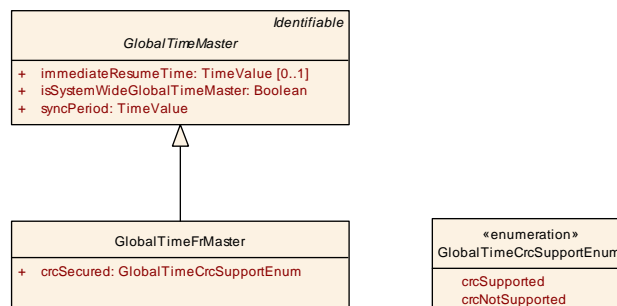 Identifiable
GlobalTimeMaster
+ immediateResumeTime: TimeValue [0..1]
+ isSystemWideGlobalTimeMaster: Boolean
+ syncPeriod: TimeValue
GlobalTimeFrMaster
+ crcSecured: GlobalTimeCrcSupportEnum
«enumeration»
GlobalTimeCrcSupportEnum
crcSupported
crcNotSupported